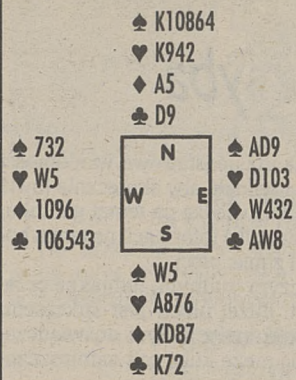 ♠ K10864
♥ K942
♦ A5
♣ D9
♠ 732
♥ W5
♦ 1096
♣ 106543
N
W E
S
♠ AD9
♥ D103
♦ W432
♣ AW8
♠ W5
♥ A876
♦ KD87
♣ K72